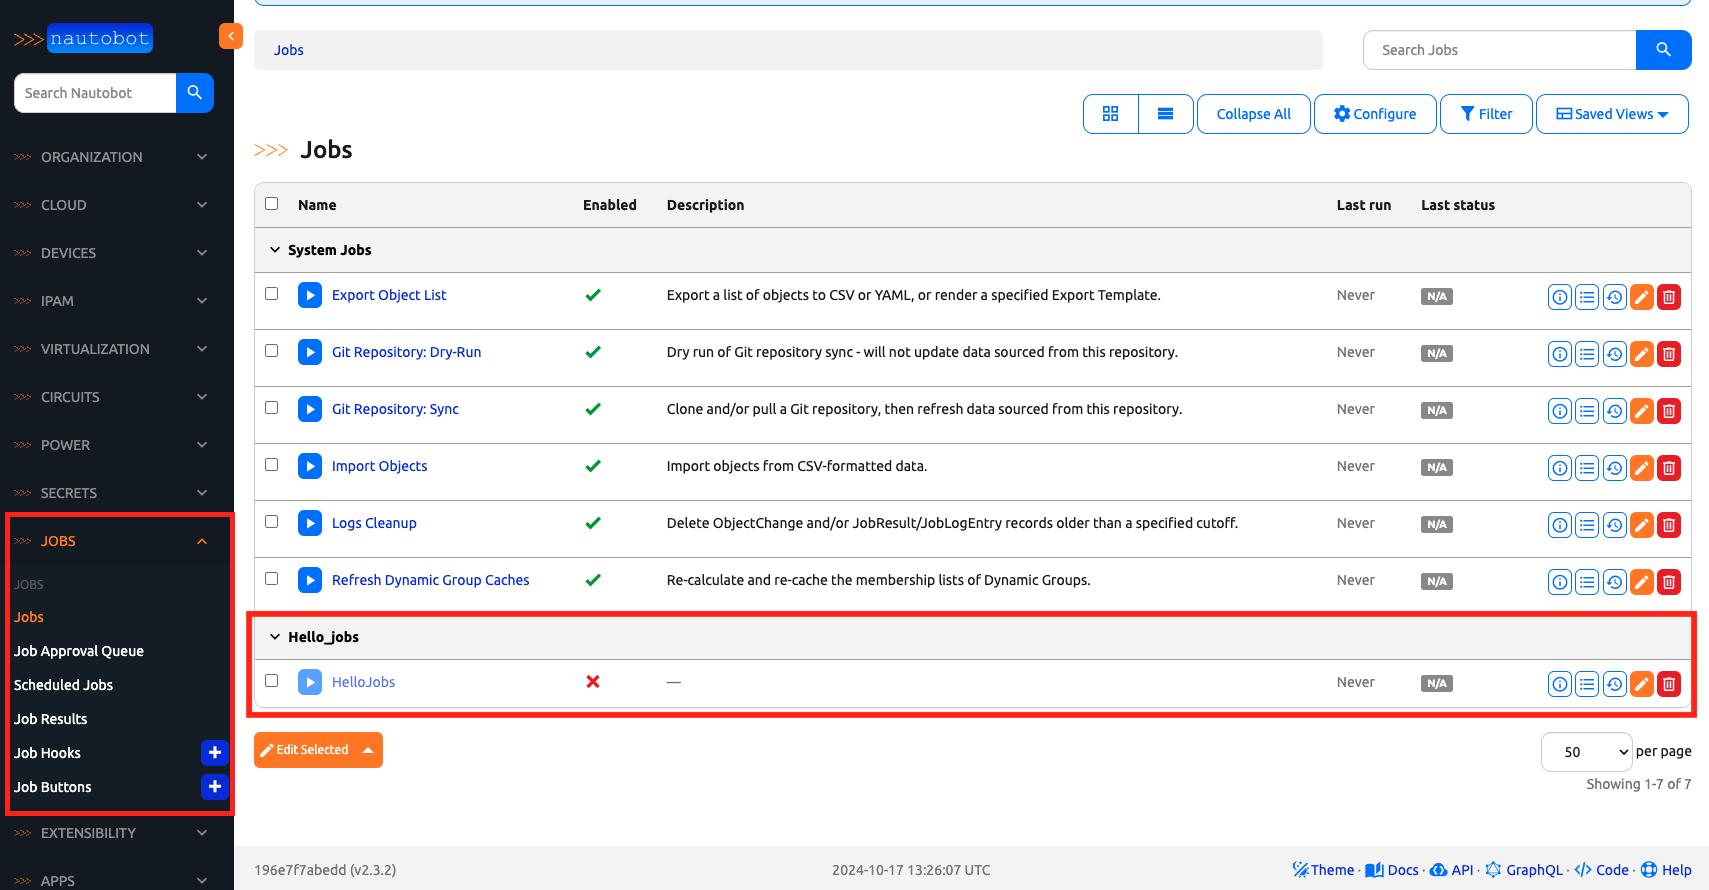 nautobot
Search Nautobot
ORGANIZATION
CLOUD
DEVICES
IPAM
VIRTUALIZATION
CIRCUITS
POWER
SECRETS
JOBS
JOBS
Jobs
Job Approval Queue
Scheduled Jobs
Job Results
Job Hooks
Job Buttons
EXTENSIBILITY
APPS
Jobs
Search Jobs
Collapse All Configure Filter Saved Views
Jobs
Name Enabled Description Last run Last status
System Jobs
Export Object List Export a list of objects to CSV or YAML, or render a specified Export Template. Never N/A
Git Repository: Dry-Run Dry run of Git repository sync - will not update data sourced from this repository. Never N/A
Git Repository: Sync Clone and/or pull a Git repository, then refresh data sourced from this repository. Never N/A
Import Objects Import objects from CSV-formatted data. Never N/A
Logs Cleanup Delete ObjectChange and/or JobResult/JobLogEntry records older than a specified cutoff. Never N/A
Refresh Dynamic Group Caches Re-calculate and re-cache the membership lists of Dynamic Groups. Never N/A
Hello_jobs
HelloJobs — Never N/A
Edit Selected 50 per page
Showing 1-7 of 7
196e7f7abedd (v2.3.2) 2024-10-17 13:26:07 UTC Theme · Docs · API · GraphQL · Code · Help